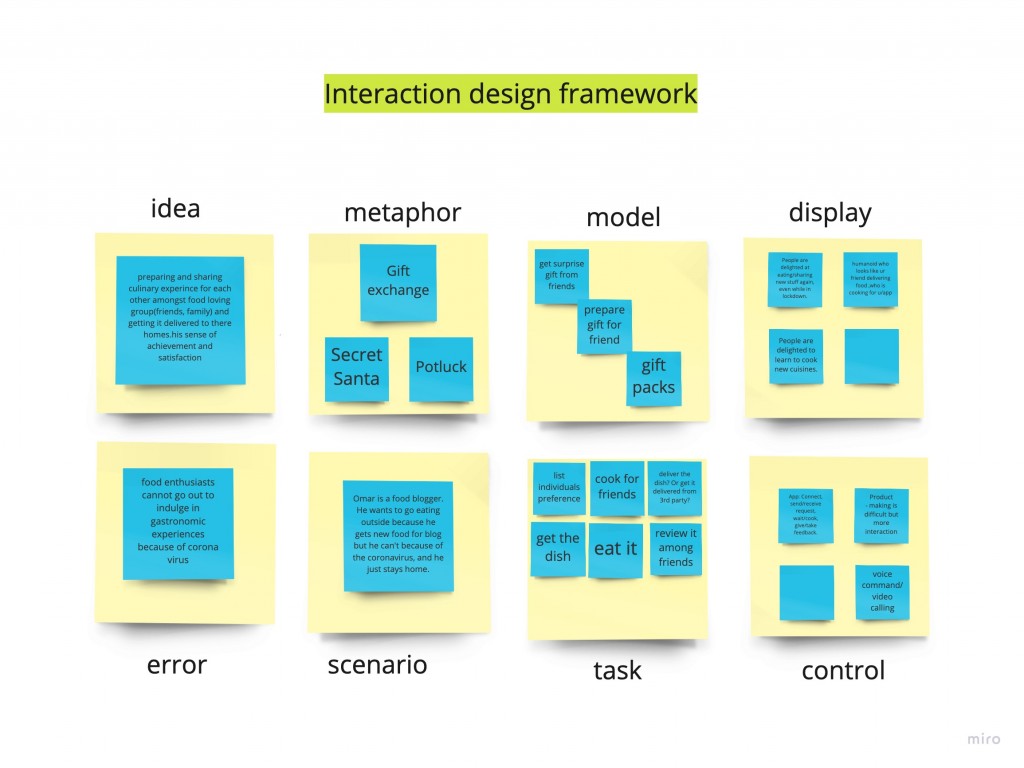 Interaction design framework
idea
preparing and sharing
culinary experince for each
other amongst food loving
group(friends, family) and
getting it delivered to there
homes.his sense of
achievement and
satisfaction
metaphor
Gift
exchange
Secret
Santa
Potluck
model
get surprise
gift from
friends
prepare
gift for
friend
gift
packs
display
People are
delighted at
eating/sharing
new stuff again,
even while in
lockdown.
humanoid who
looks like ur
friend delivering
food ,who is
cooking for u/app
People are
delighted to
learn to cook
new cuisines.
food enthusiasts
cannot go out to
indulge in
gastronomic
experiences
because of corona
virus
error
Omar is a food blogger.
He wants to go eating
outside because he
gets new food for blog
but he can't because of
the coronavirus, and he
just stays home.
scenario
list
individuals
preference
cook for
friends
deliver the
dish? Or get it
delivered from
3rd party?
get the
dish
eat it
review it
among
friends
task
App: Connect,
send/receive
request,
wait/cook,
give/take
feedback.
Product
- making is
difficult but
more
interaction
voice
command/
video
calling
control
miro